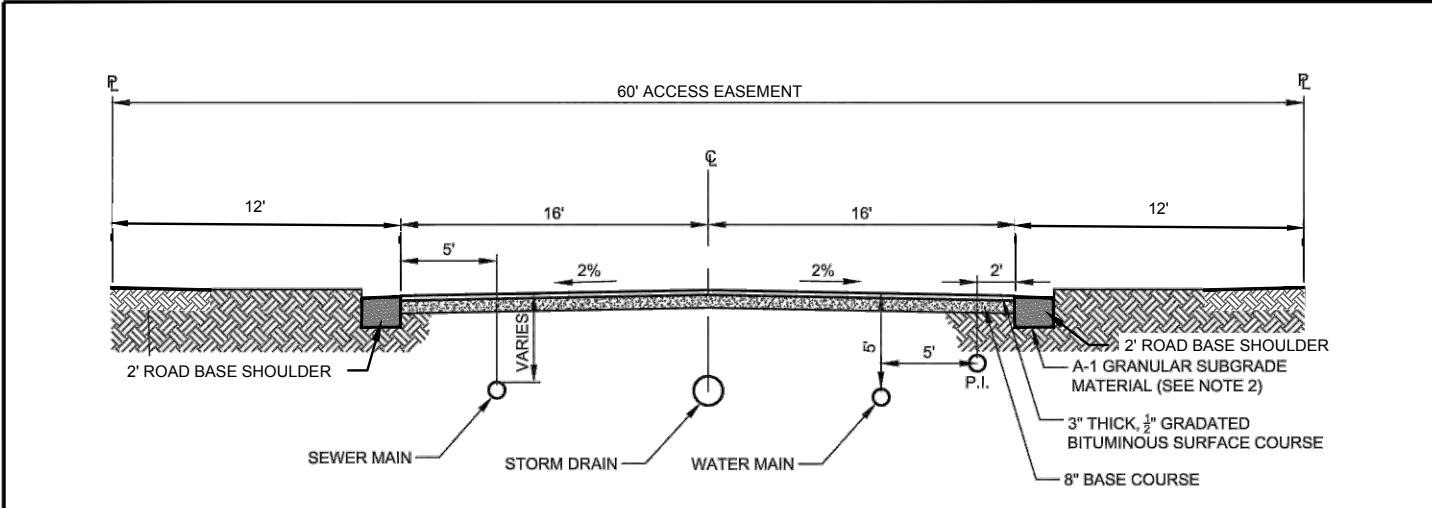 PL
PL
60' ACCESS EASEMENT
CL
12'
16'
16'
12'
5'
2%
2%
2'
VARIES
5'
5'
P.I.
2' ROAD BASE SHOULDER
2' ROAD BASE SHOULDER
A-1 GRANULAR SUBGRADE
MATERIAL (SEE NOTE 2)
3" THICK, 1/2" GRADATED
BITUMINOUS SURFACE COURSE
SEWER MAIN
STORM DRAIN
WATER MAIN
8" BASE COURSE